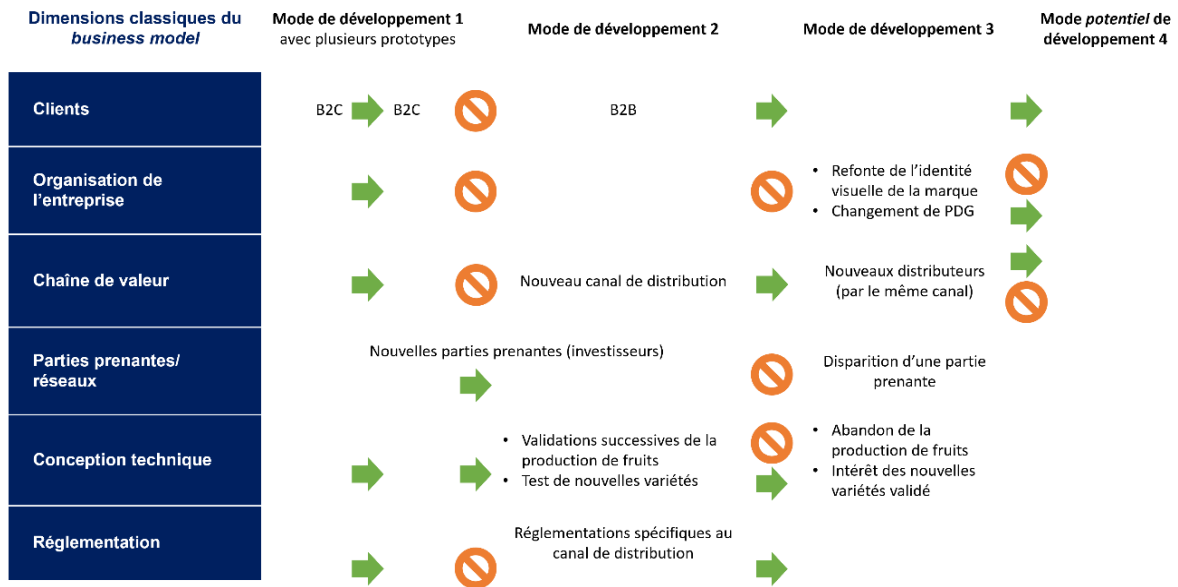 Dimensions classiques du
business model
Mode de développement 1
avec plusieurs prototypes
Mode de développement 2
Mode de développement 3
Mode potentiel de
développement 4
Clients
B2C
B2C
B2B
Organisation de
l'entreprise
• Refonte de l'identité
visuelle de la marque
• Changement de PDG
Chaîne de valeur
Nouveau canal de distribution
Nouveaux distributeurs
(par le même canal)
Parties prenantes/
réseaux
Nouvelles parties prenantes (investisseurs)
Disparition d'une partie
prenante
Conception technique
• Validations successives de la
production de fruits
• Test de nouvelles variétés
• Abandon de la
production de fruits
• Intérêt des nouvelles
variétés validé
Réglementation
Réglementations spécifiques au
canal de distribution